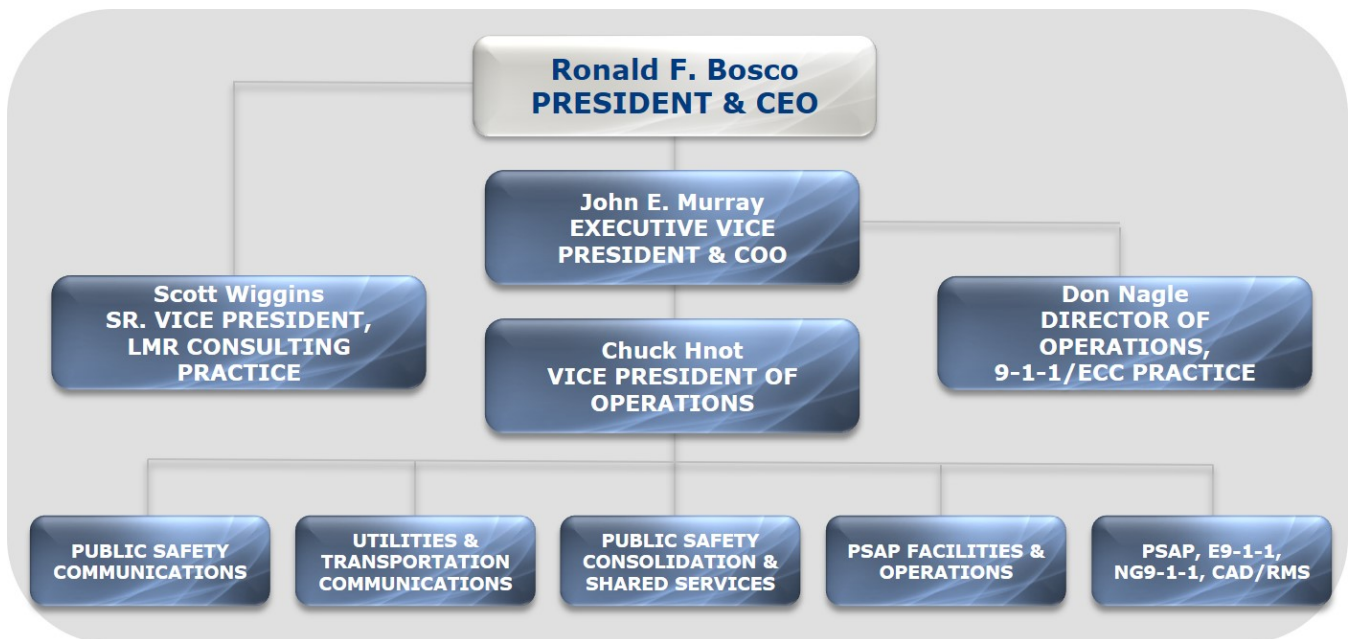 Ronald F. Bosco
PRESIDENT & CEO
John E. Murray
EXECUTIVE VICE
PRESIDENT & COO
Scott Wiggins
SR. VICE PRESIDENT,
LMR CONSULTING
PRACTICE
Don Nagle
DIRECTOR OF
OPERATIONS,
9-1-1/ECC PRACTICE
Chuck Hnot
VICE PRESIDENT OF
OPERATIONS
PUBLIC SAFETY
COMMUNICATIONS
UTILITIES &
TRANSPORTATION
COMMUNICATIONS
PUBLIC SAFETY
CONSOLIDATION &
SHARED SERVICES
PSAP FACILITIES &
OPERATIONS
PSAP, E9-1-1,
NG9-1-1, CAD/RMS